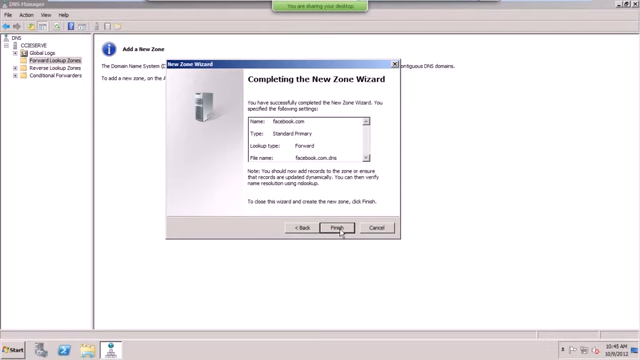 DNS Manager
You are sharing your desktop
File Action View Help
DNS
CCIESERVE
Global Logs
Forward Lookup Zones
Reverse Lookup Zones
Conditional Forwarders
Add a New Zone
The Domain Name System (D
contiguous DNS domains.
To add a new zone, on the A
New Zone Wizard
Completing the New Zone Wizard
You have successfully completed the New Zone Wizard. You
specified the following settings:
Name: facebook.com
Type: Standard Primary
Lookup type: Forward
File name: facebook.com.dns
Note: You should now add records to the zone or ensure
that records are updated dynamically. You can then verify
name resolution using nslookup.
To close this wizard and create the new zone, click Finish.
< Back Finish Cancel
Start
10:45 AM
10/9/2012